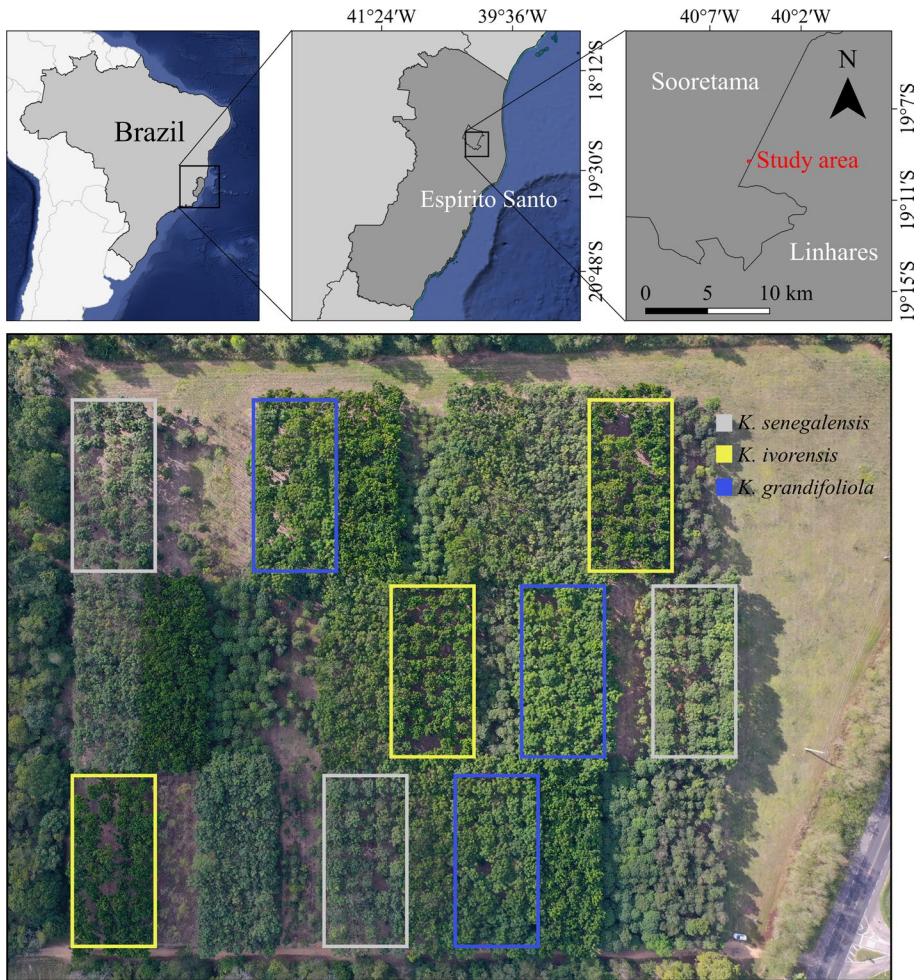 41°24'W
39°36'W
40°7'W
40°2'W
Brazil
18°12'S
19°30'S
20°48'S
Espírito Santo
Sooretama
N
Study area
Linhares
0 5 10 km
19°7'S
19°11'S
19°15'S
K. senegalensis
K. ivorensis
K. grandifoliola